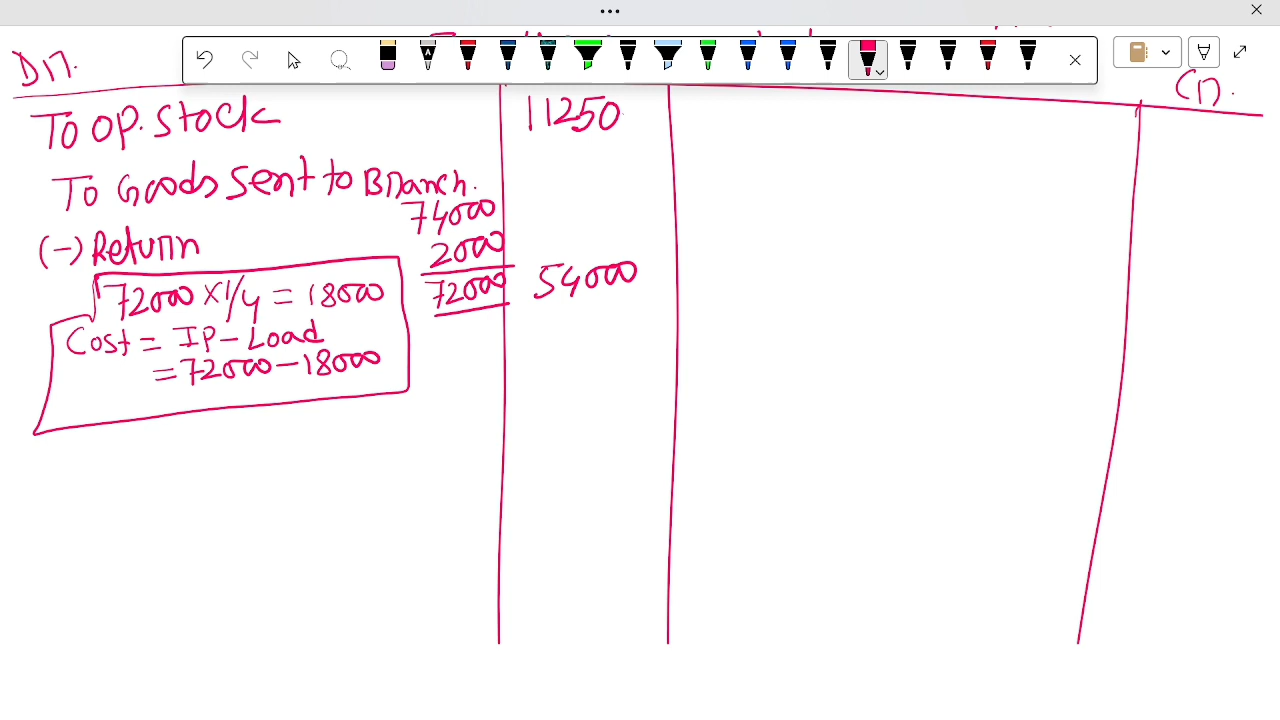 Dr.
Cr.
To op. stock 11250
To Goods sent to Branch.
74000
(-) Return 2000
72000 54000
72000 x 1/4 = 18000
Cost = IP - Load
= 72000 - 18000